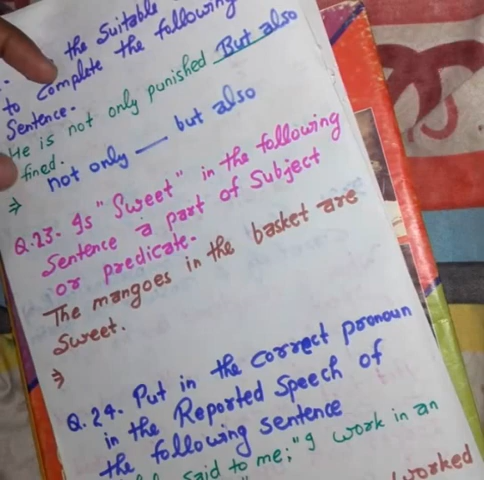 the Suitable
to Complete the following
Sentence.
He is not only punished But also
fined.
⇒ not only — but also
Q.23- Is "Sweet" in the following
Sentence a part of Subject
or predicate.
The mangoes in the basket are
Sweet.
⇒
Q.24- Put in the correct pronoun
in the Reported Speech of
the following sentence
said to me; "I work in an
worked